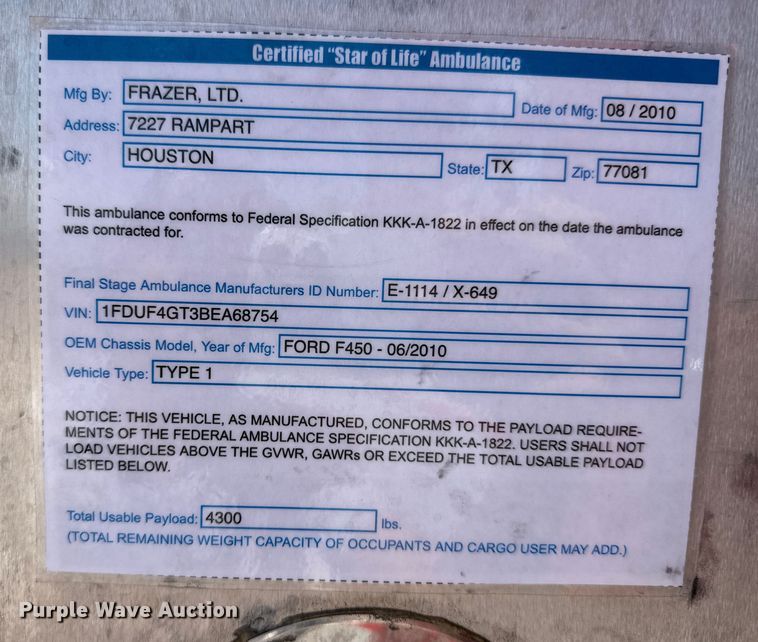 Certified "Star of Life" Ambulance
Mfg By: FRAZER, LTD. Date of Mfg: 08 / 2010
Address: 7227 RAMPART
City: HOUSTON State: TX Zip: 77081
This ambulance conforms to Federal Specification KKK-A-1822 in effect on the date the ambulance
was contracted for.
Final Stage Ambulance Manufacturers ID Number: E-1114 / X-649
VIN: 1FDUF4GT3BEA68754
OEM Chassis Model, Year of Mfg: FORD F450 - 06/2010
Vehicle Type: TYPE 1
NOTICE: THIS VEHICLE, AS MANUFACTURED, CONFORMS TO THE PAYLOAD REQUIRE-
MENTS OF THE FEDERAL AMBULANCE SPECIFICATION KKK-A-1822. USERS SHALL NOT
LOAD VEHICLES ABOVE THE GVWR, GAWRs OR EXCEED THE TOTAL USABLE PAYLOAD
LISTED BELOW.
Total Usable Payload: 4300 lbs.
(TOTAL REMAINING WEIGHT CAPACITY OF OCCUPANTS AND CARGO USER MAY ADD.)
Purple Wave Auction